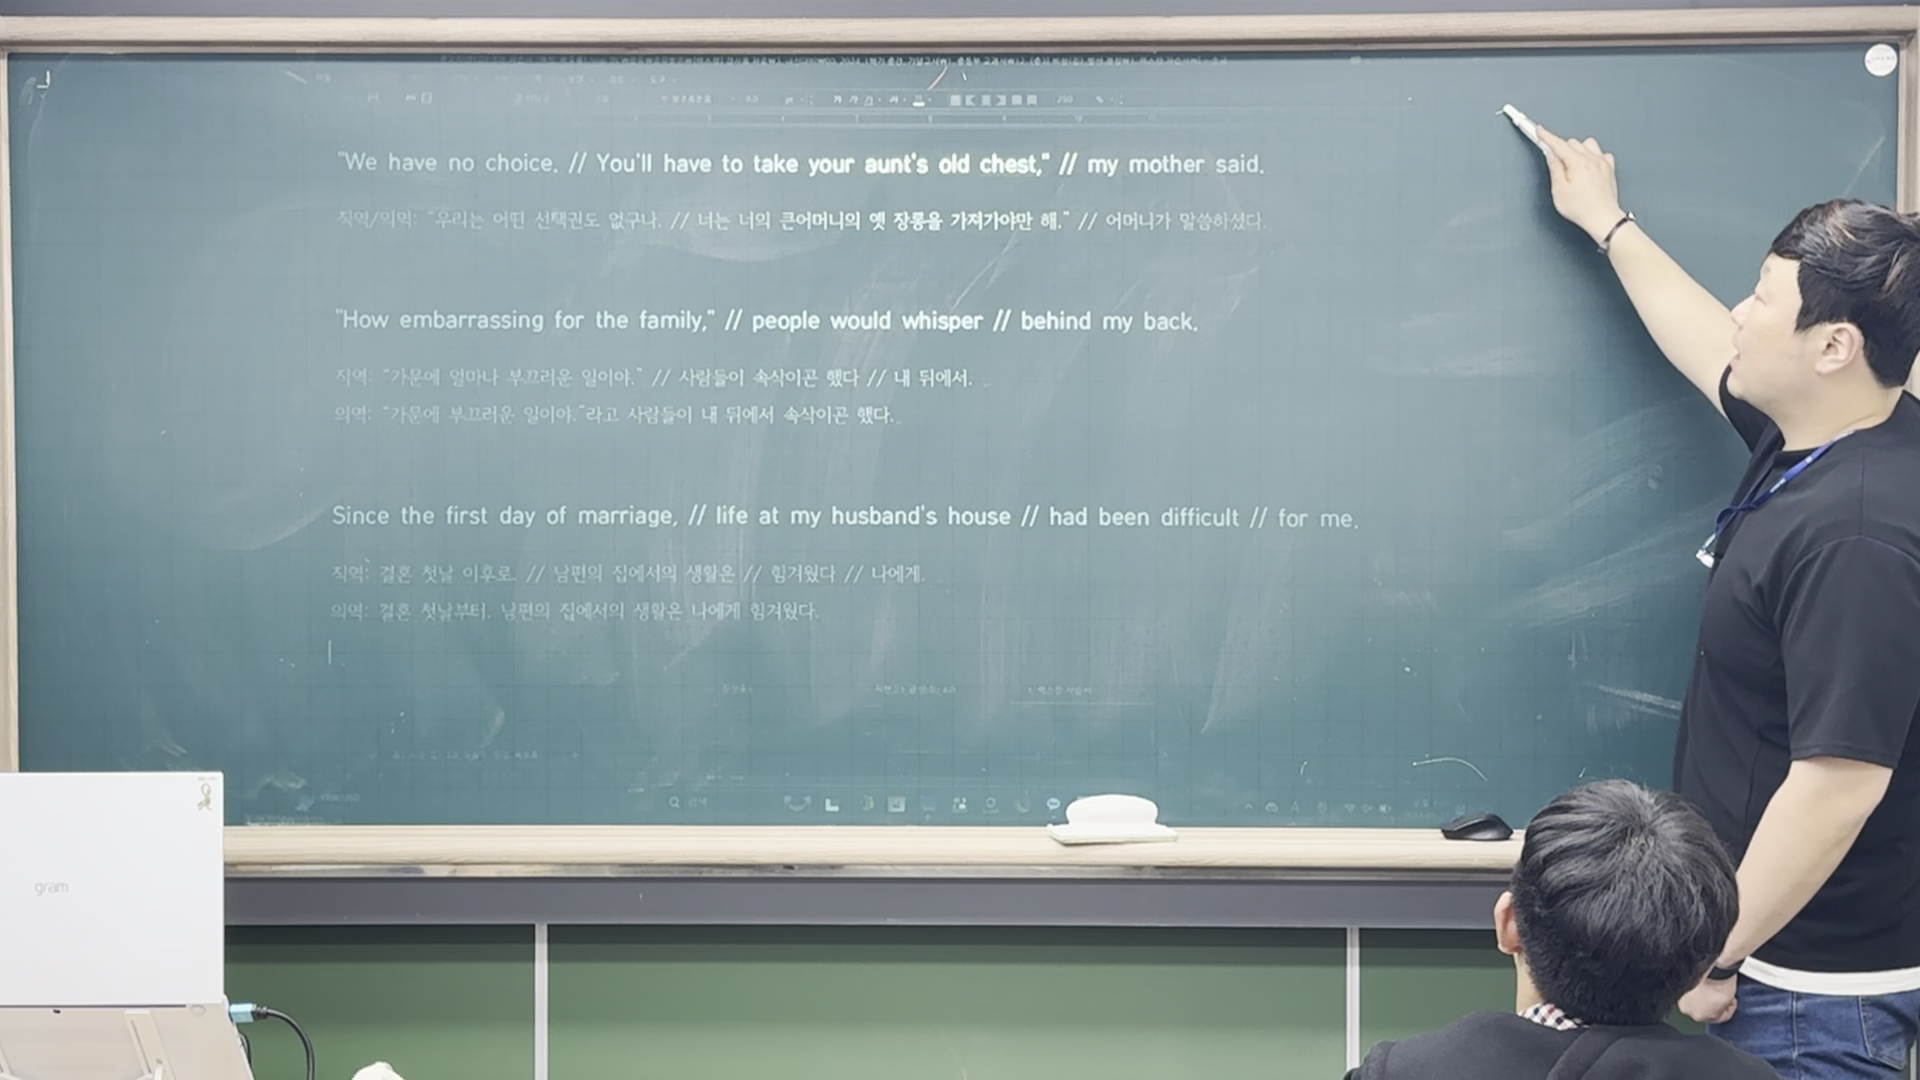 "We have no choice. // You'll have to take your aunt's old chest," // my mother said.
직역/의역: "우리는 어떤 선택권도 없구나. // 너는 너의 큰어머니의 옛 장롱을 가져가야만 해." // 어머니가 말씀하셨다.
"How embarrassing for the family," // people would whisper // behind my back.
직역: "가문에 얼마나 부끄러운 일이야." // 사람들이 속삭이곤 했다 // 내 뒤에서.
의역: "가문에 부끄러운 일이야."라고 사람들이 내 뒤에서 속삭이곤 했다.
Since the first day of marriage, // life at my husband's house // had been difficult // for me.
직역: 결혼 첫날 이후로, // 남편의 집에서의 생활은 // 힘겨웠다 // 나에게.
의역: 결혼 첫날부터, 남편의 집에서의 생활은 나에게 힘겨웠다.
검색
gram